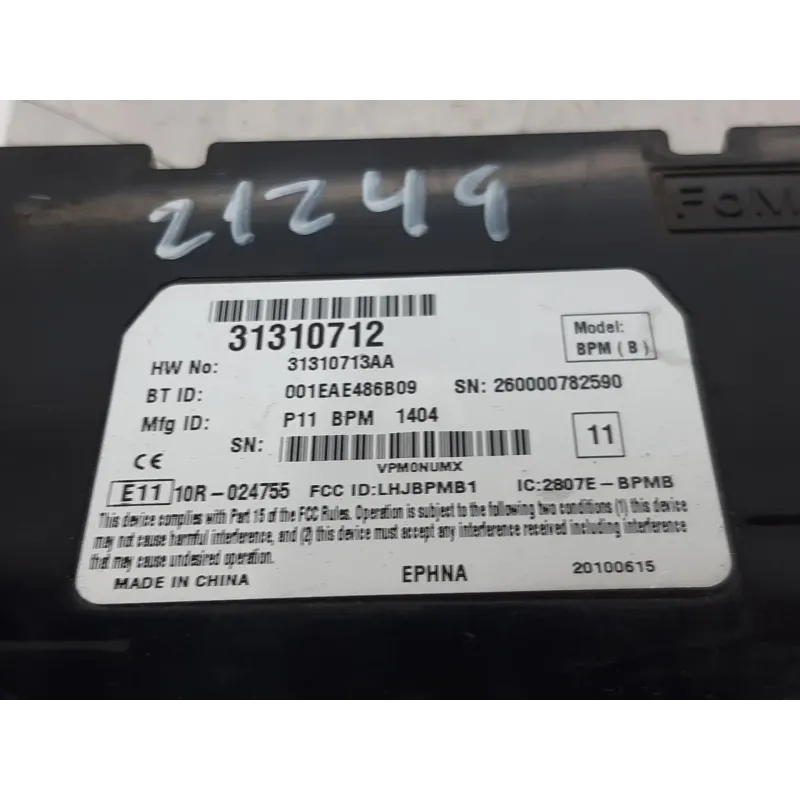 21249
FoM
31310712
Model:
BPM ( B )
HW No: 31310713AA
BT ID: 001EAE486B09 SN: 260000782590
Mfg ID: P11 BPM 1404
SN:
11
VPM0NUMX
CE
E11 10R-024755 FCC ID:LHJBPMB1 IC:2807E-BPMB
This device complies with Part 15 of the FCC Rules. Operation is subject to the following two conditions (1) this device
may not cause harmful interference, and (2) this device must accept any interference received including interference
that may cause undesired operation.
MADE IN CHINA EPHNA 20100615